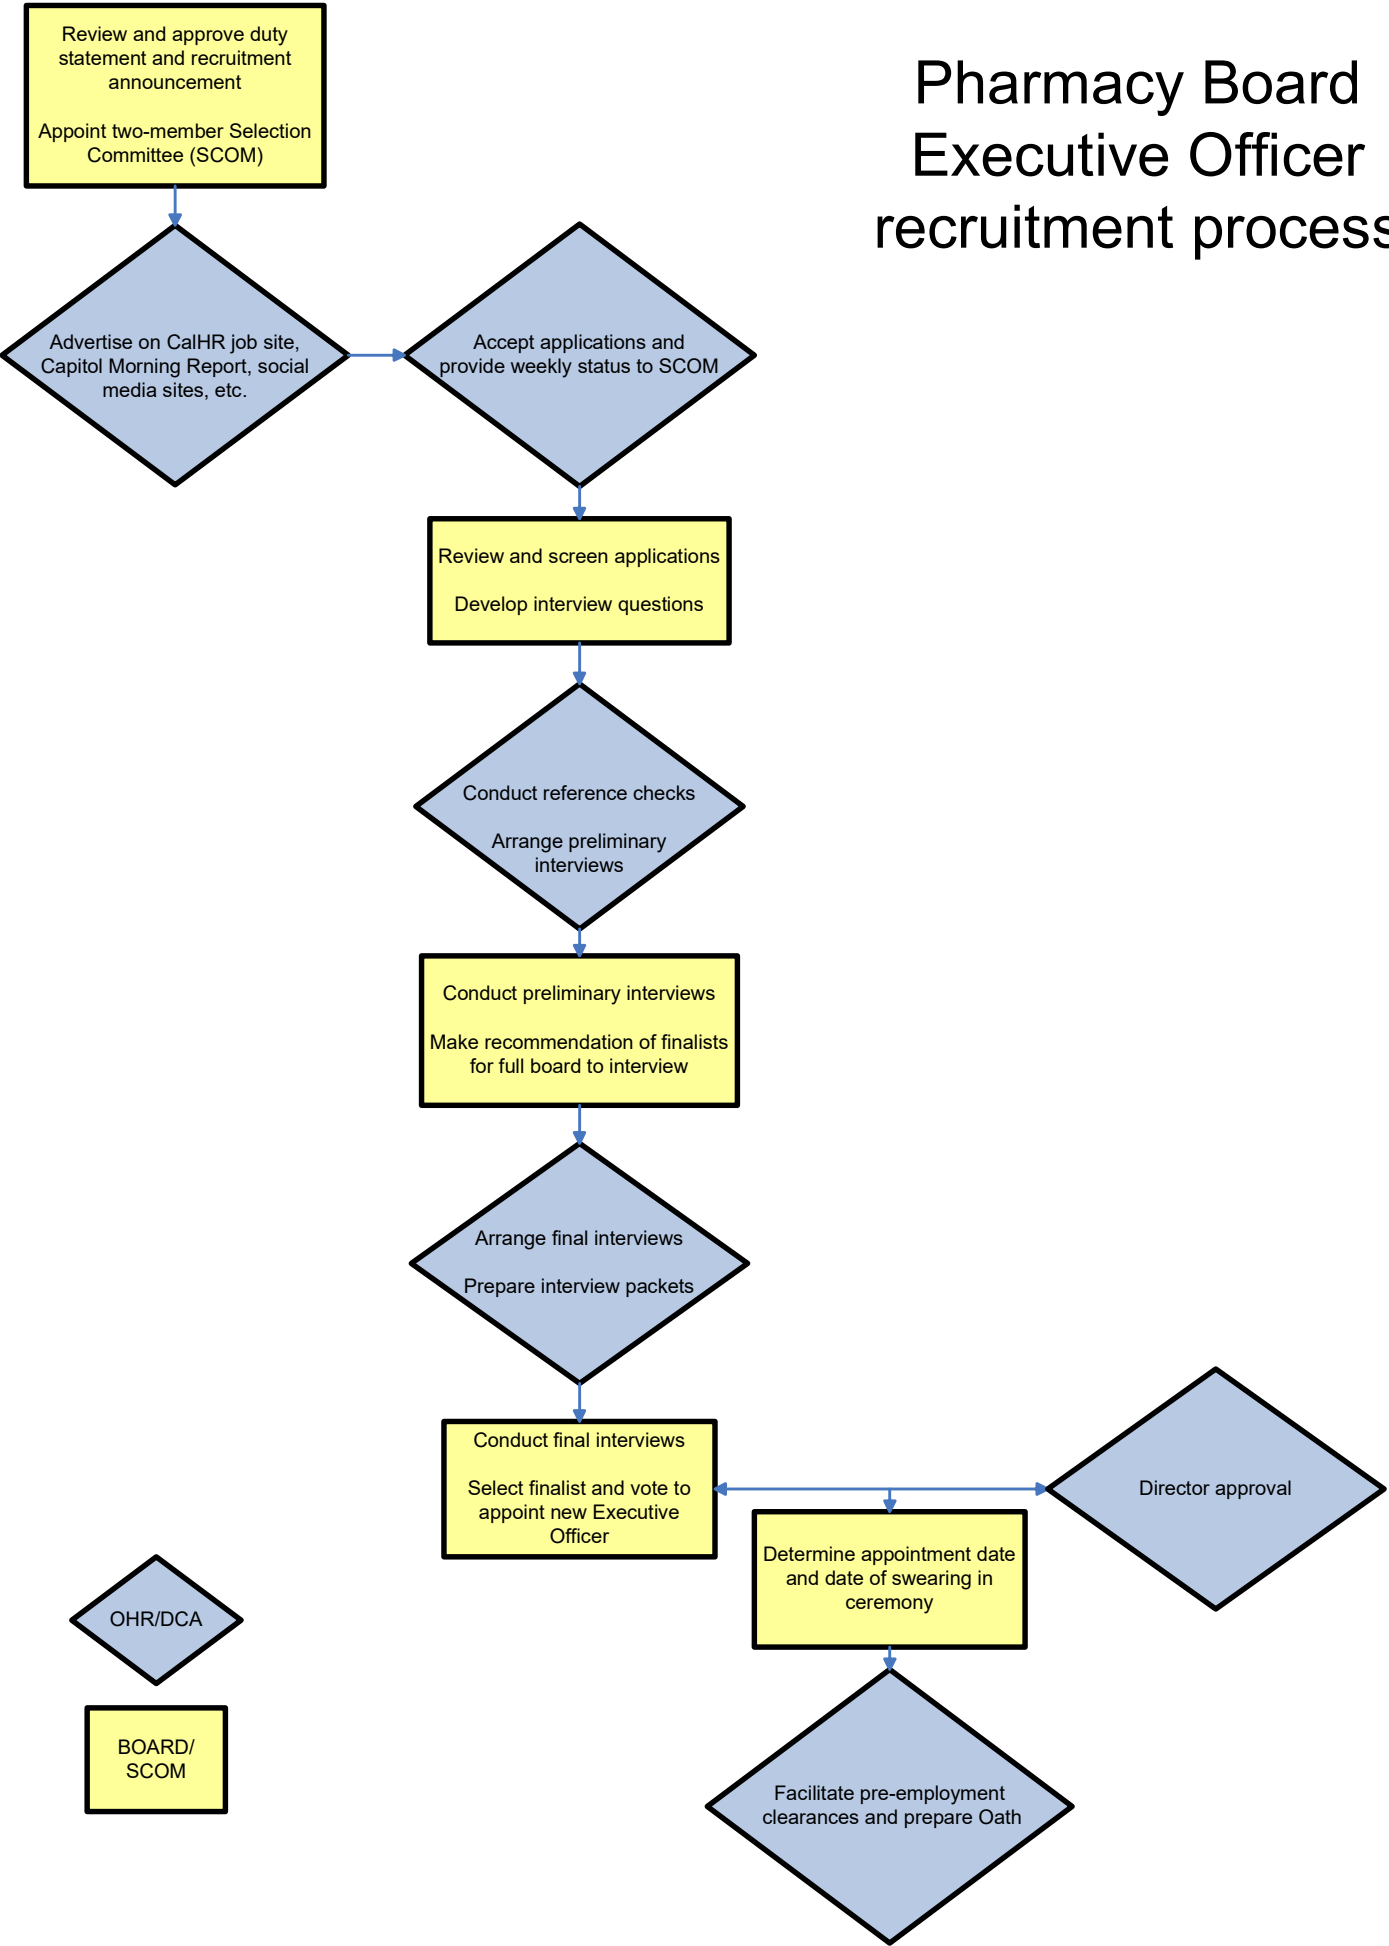 Pharmacy Board
Executive Officer
recruitment process
Review and approve duty
statement and recruitment
announcement
Appoint two-member Selection
Committee (SCOM)
Advertise on CalHR job site,
Capitol Morning Report, social
media sites, etc.
Accept applications and
provide weekly status to SCOM
Review and screen applications
Develop interview questions
Conduct reference checks
Arrange preliminary
interviews
Conduct preliminary interviews
Make recommendation of finalists
for full board to interview
Arrange final interviews
Prepare interview packets
Conduct final interviews
Select finalist and vote to
appoint new Executive
Officer
Director approval
Determine appointment date
and date of swearing in
ceremony
Facilitate pre-employment
clearances and prepare Oath
OHR/DCA
BOARD/
SCOM